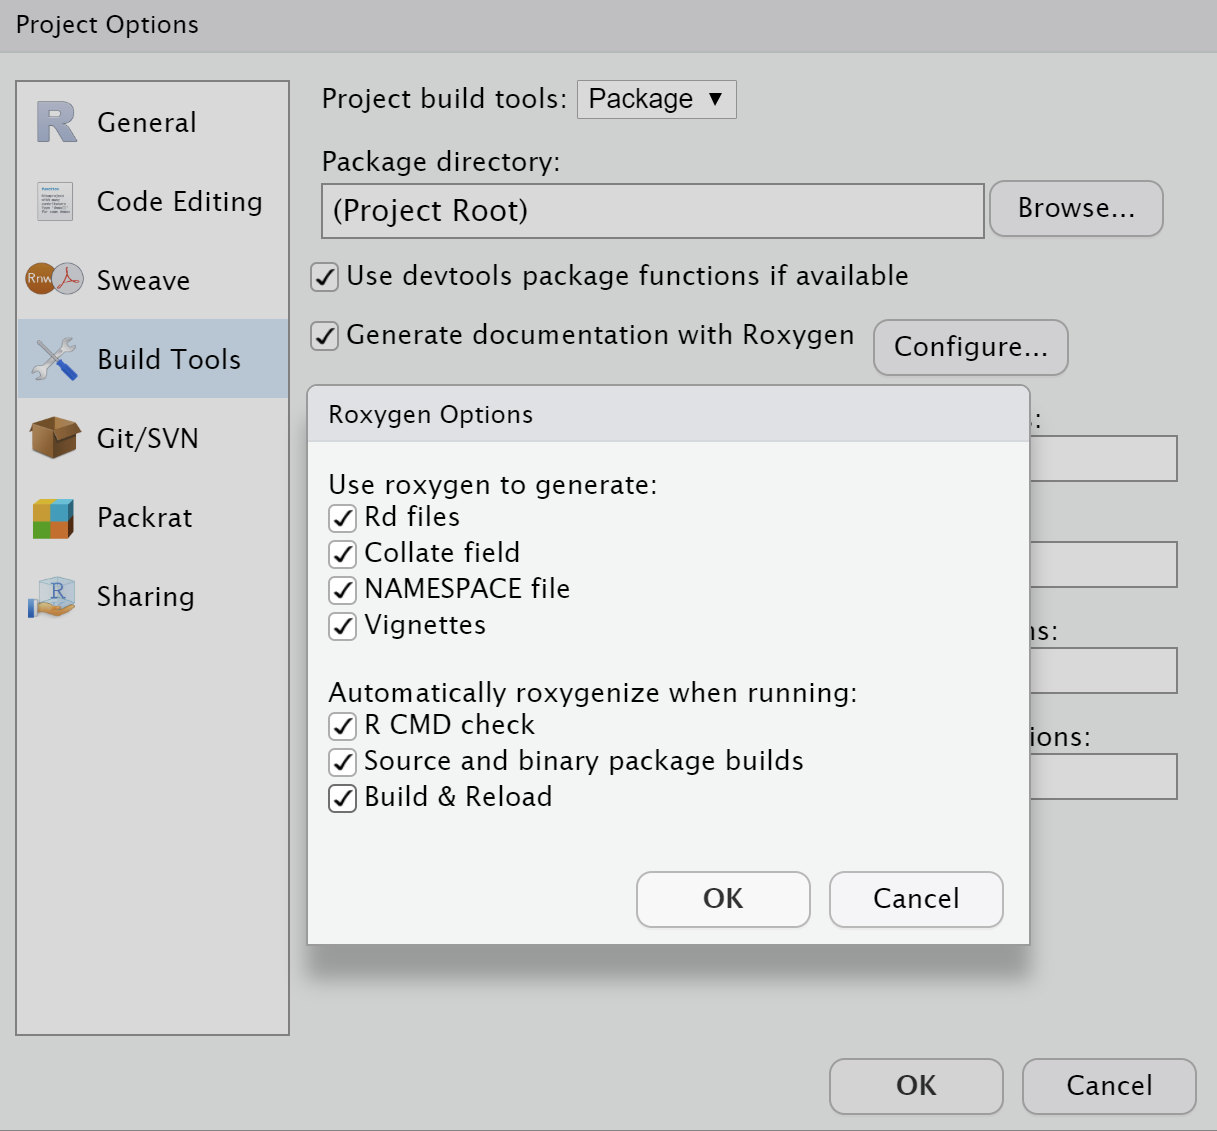 Project Options
General
Code Editing
Rnw
Sweave
Build Tools
Git/SVN
Packrat
R
Sharing
Project build tools: Package ▼
Package directory:
(Project Root)
Browse...
Use devtools package functions if available
Generate documentation with Roxygen
Configure...
Roxygen Options
Use roxygen to generate:
Rd files
Collate field
NAMESPACE file
Vignettes
Automatically roxygenize when running:
R CMD check
Source and binary package builds
Build & Reload
OK Cancel
OK Cancel